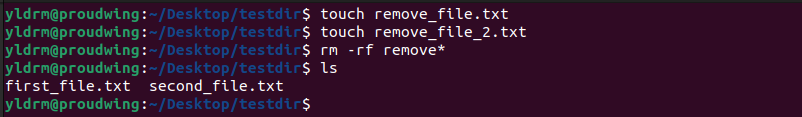 yldrm@proudwing:~/Desktop/testdir$ touch remove_file.txt
yldrm@proudwing:~/Desktop/testdir$ touch remove_file_2.txt
yldrm@proudwing:~/Desktop/testdir$ rm -rf remove*
yldrm@proudwing:~/Desktop/testdir$ ls
first_file.txt  second_file.txt
yldrm@proudwing:~/Desktop/testdir$